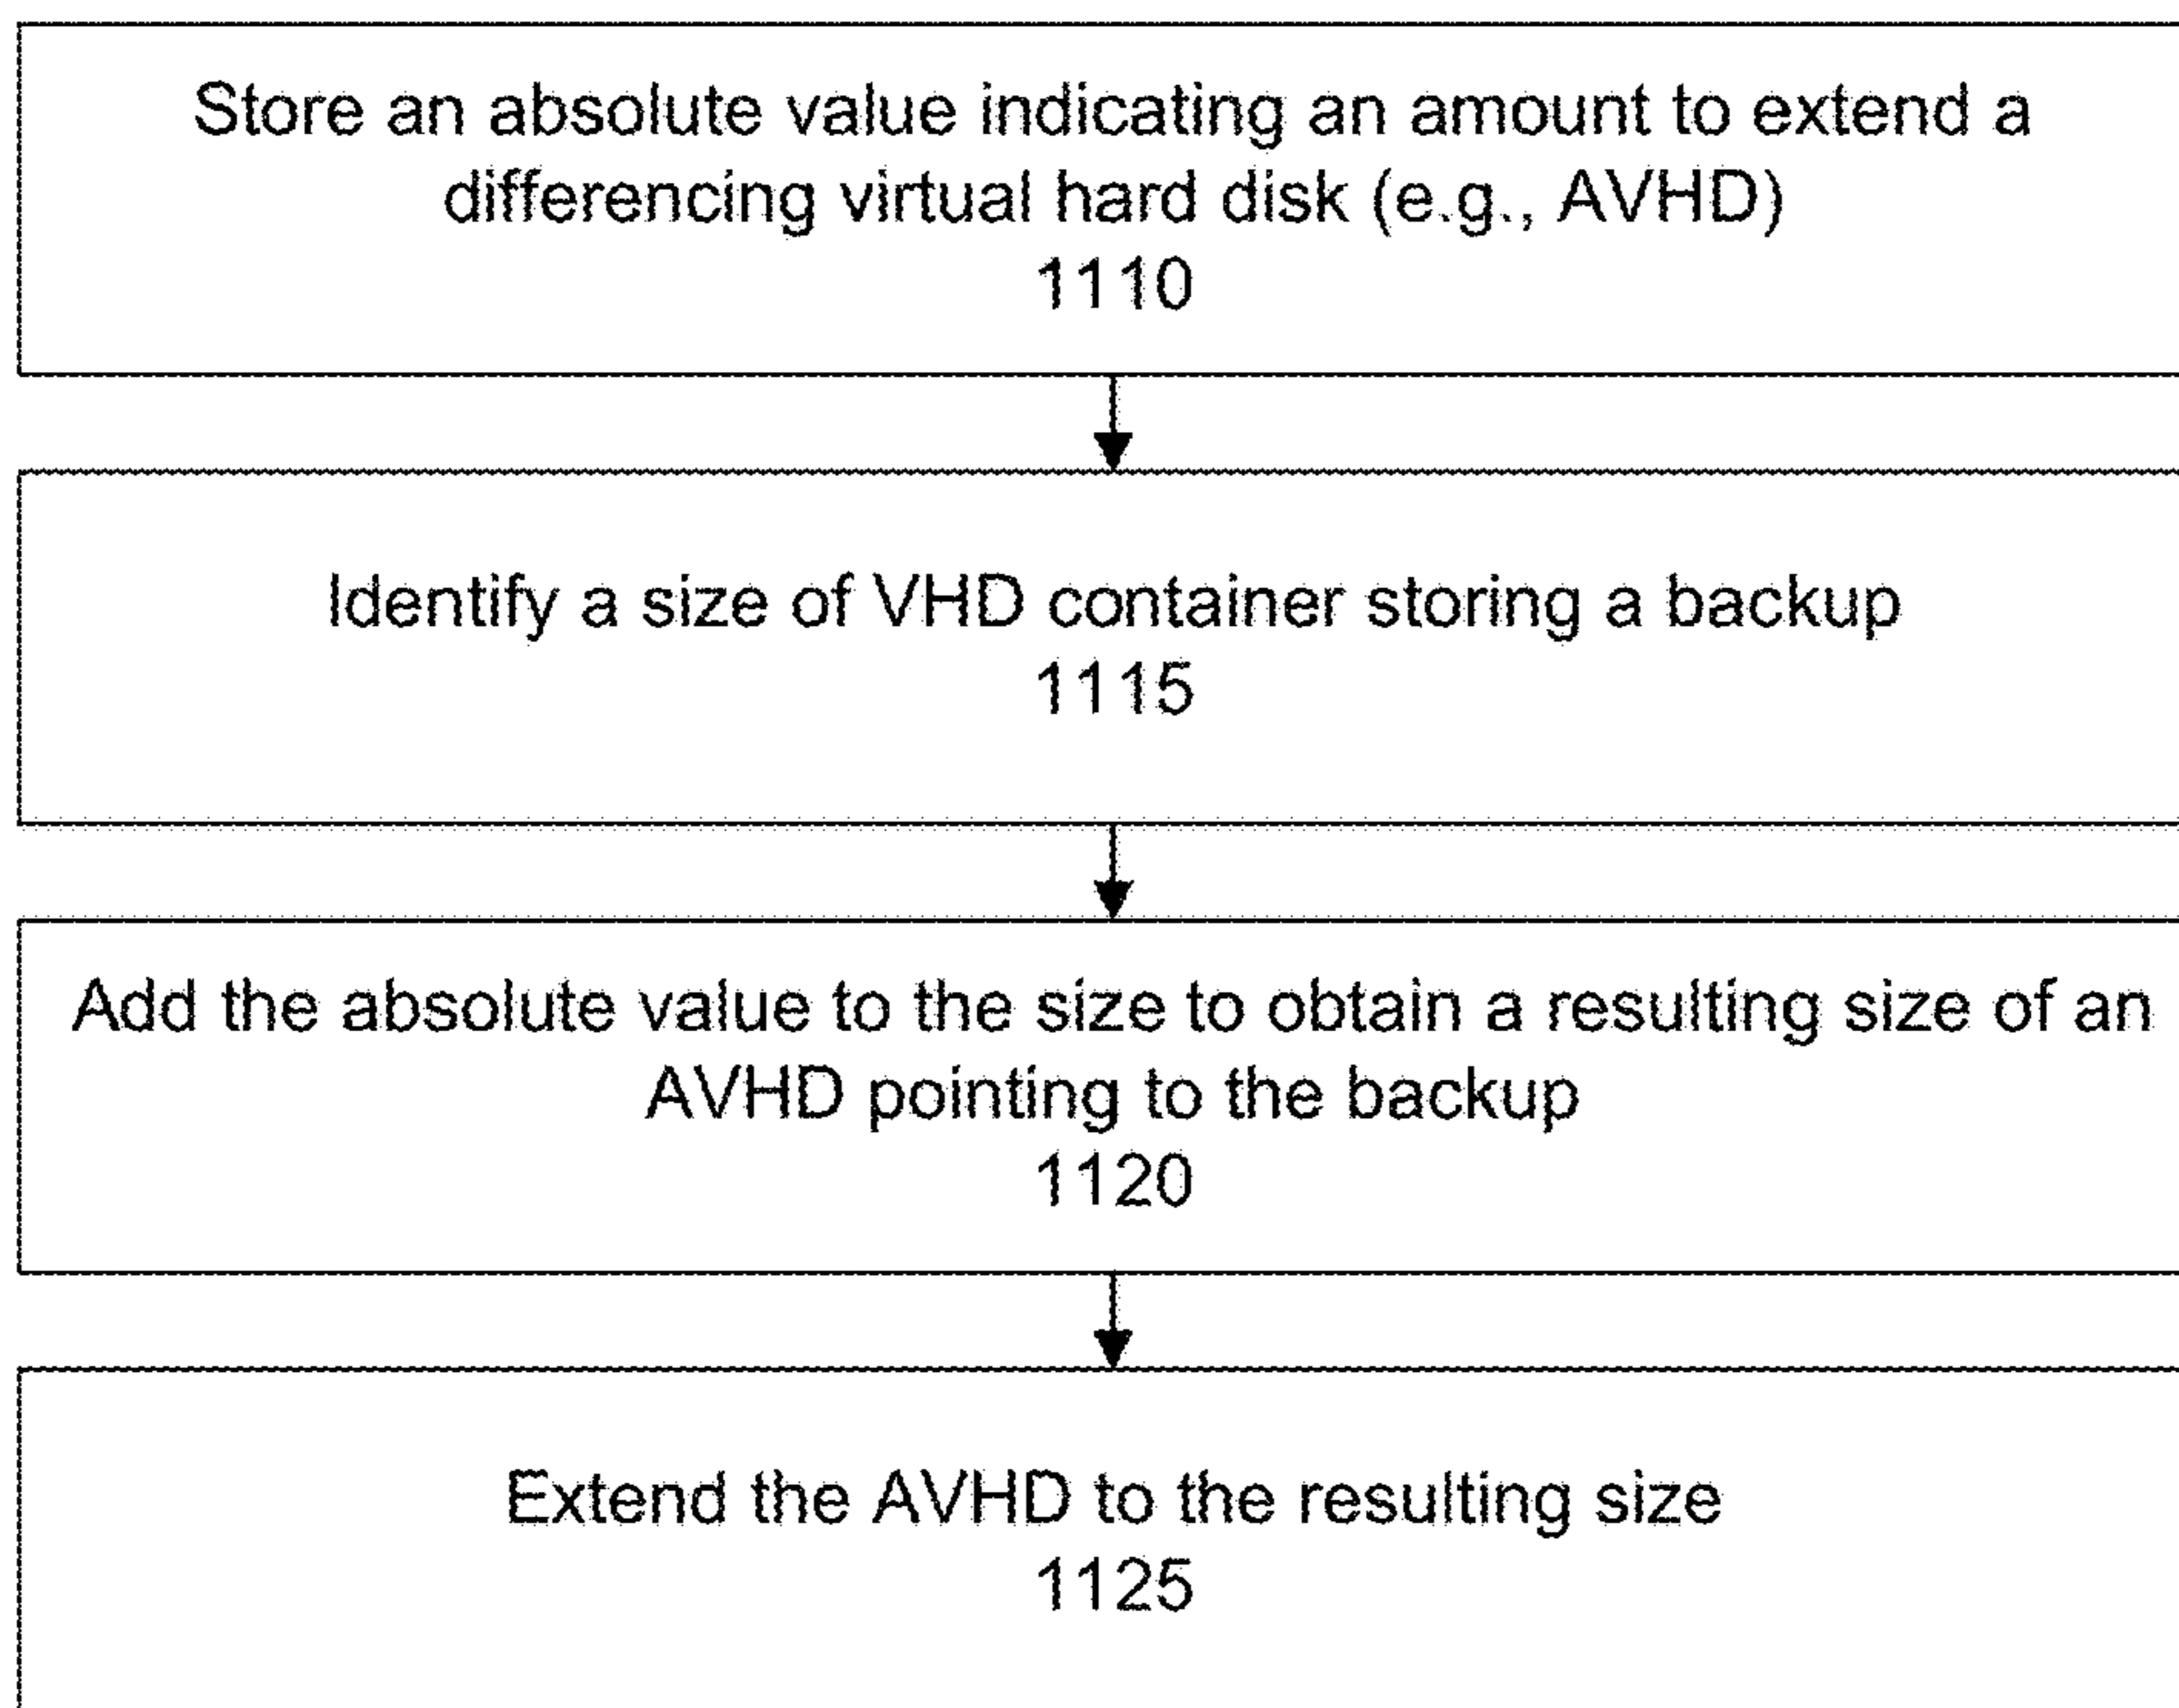 Store an absolute value indicating an amount to extend a
differencing virtual hard disk (e.g., AVHD)
1110
Identify a size of VHD container storing a backup
1115
Add the absolute value to the size to obtain a resulting size of an
AVHD pointing to the backup
1120
Extend the AVHD to the resulting size
1125